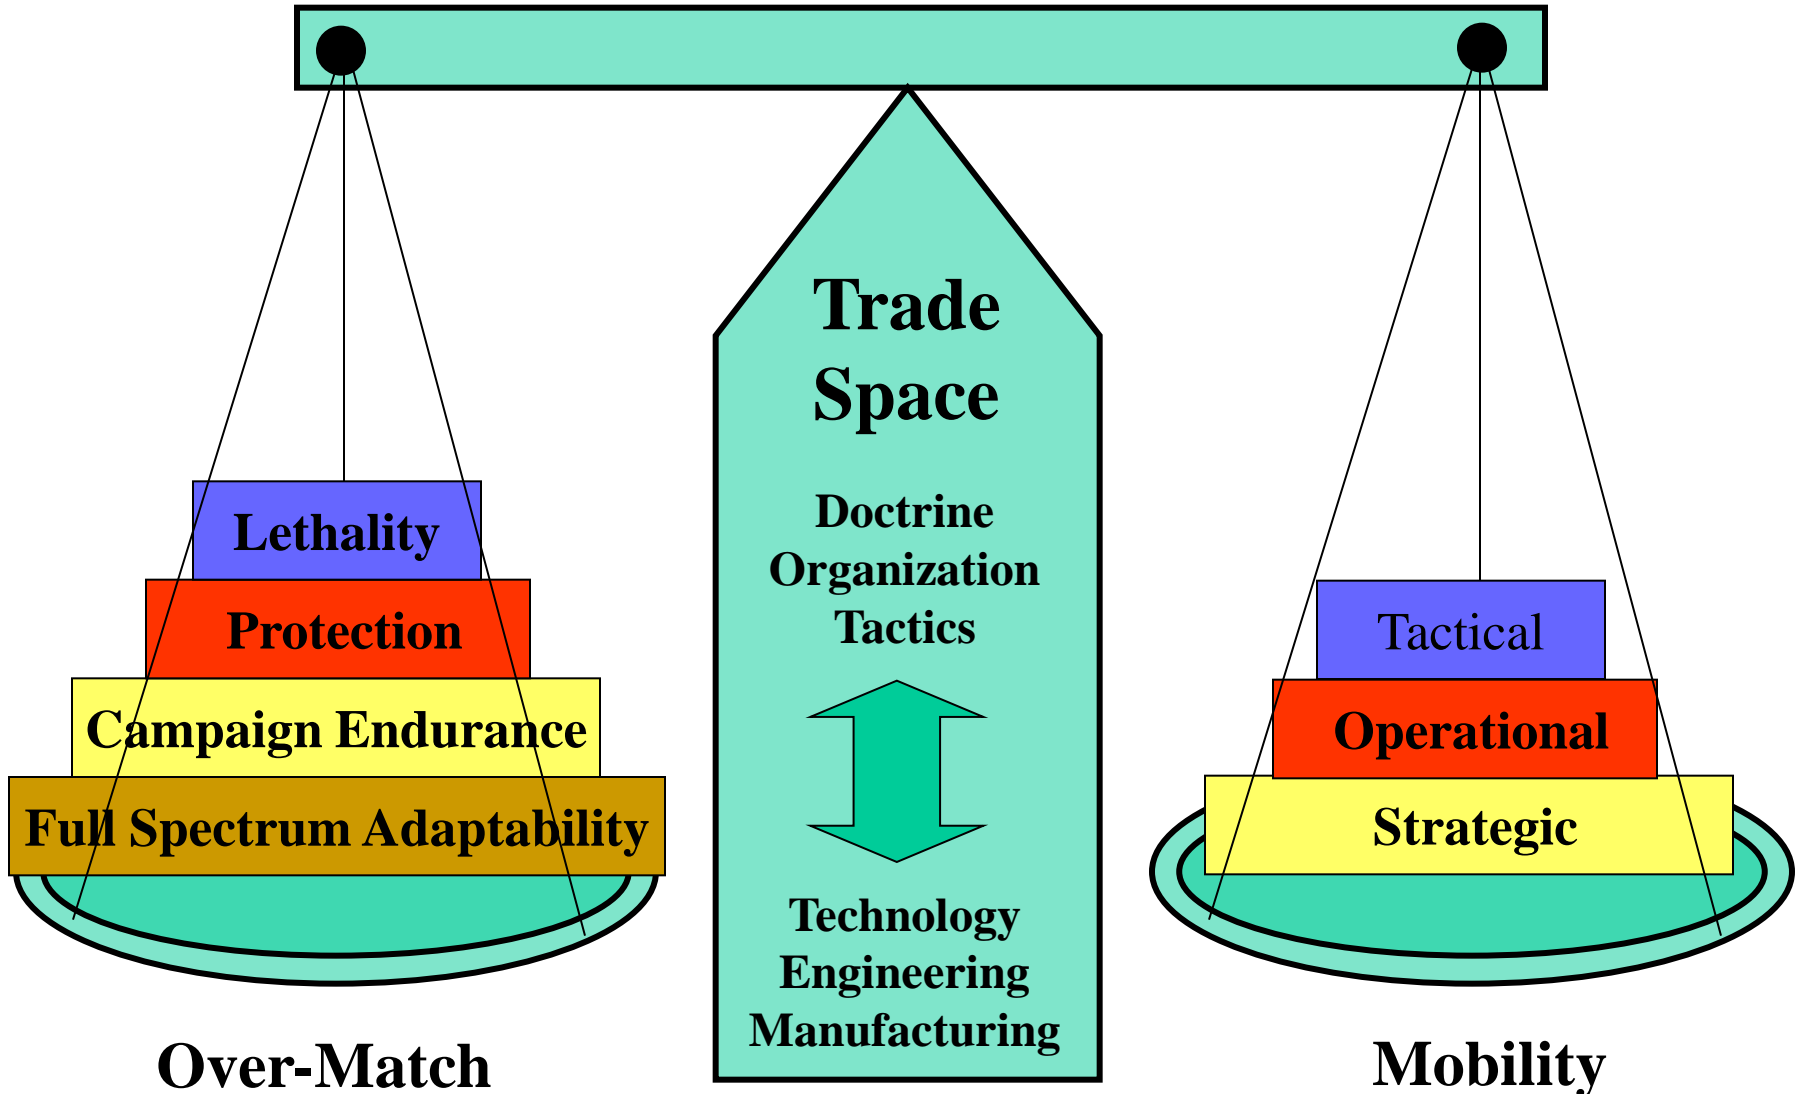 Trade
Space
Doctrine
Organization
Tactics
Technology
Engineering
Manufacturing
Lethality
Protection
Campaign Endurance
Full Spectrum Adaptability
Over-Match
Tactical
Operational
Strategic
Mobility